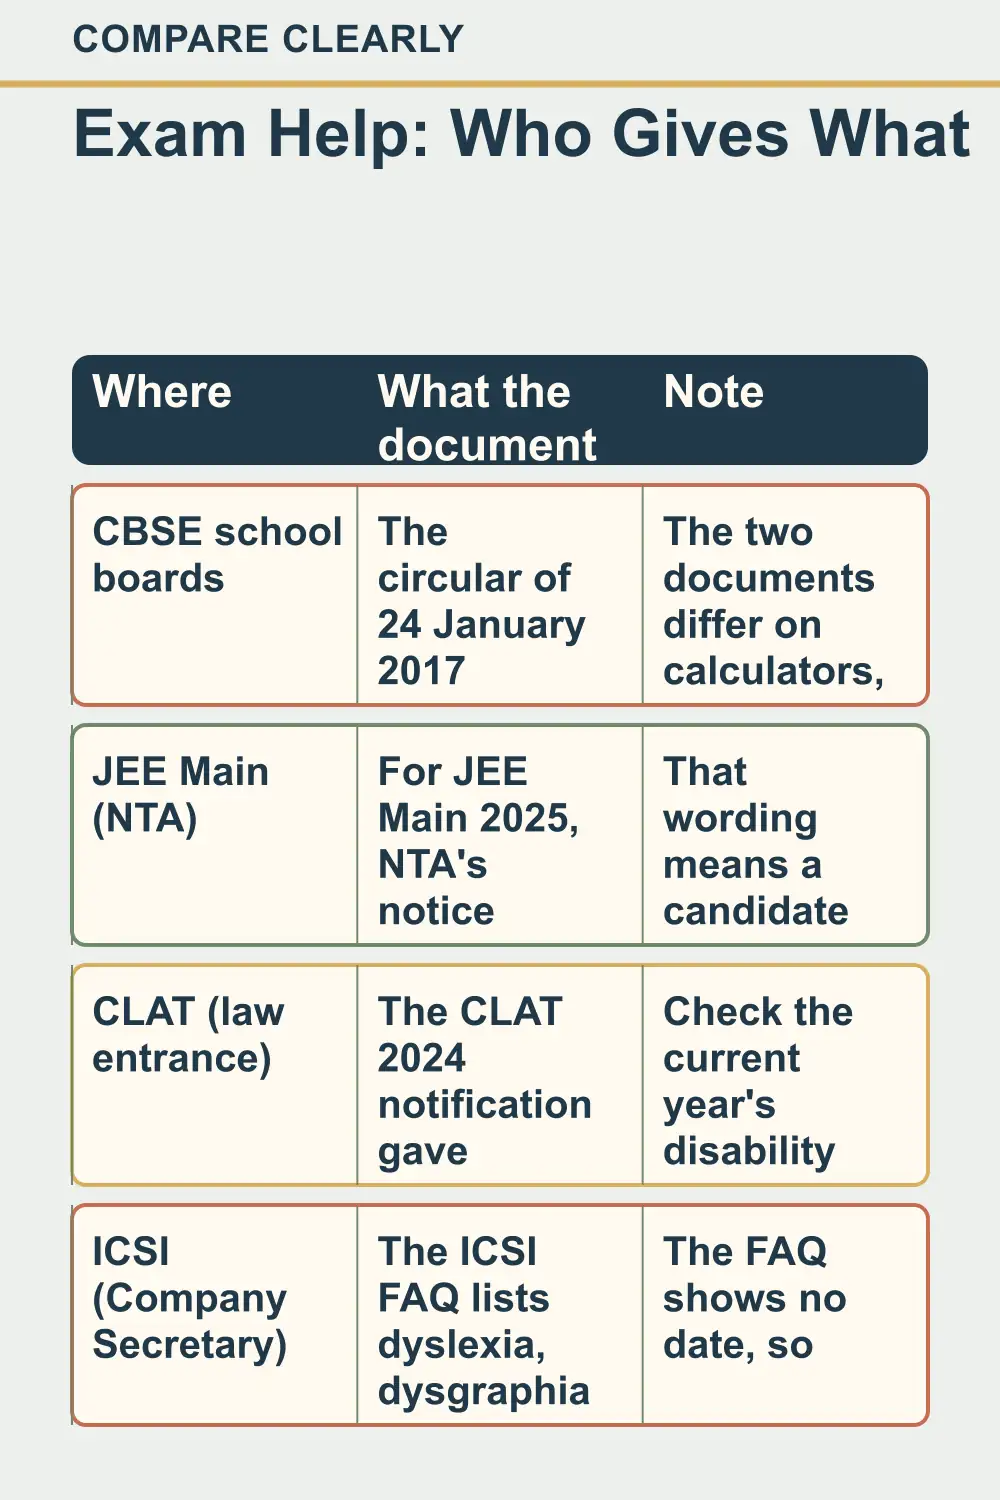 COMPARE CLEARLY
Exam Help: Who Gives What
Where
What the
document
Note
CBSE school
boards
The
circular of
24 January
2017
The two
documents
differ on
calculators,
JEE Main
(NTA)
For JEE
Main 2025,
NTA's
notice
That
wording
means a
candidate
CLAT (law
entrance)
The CLAT
2024
notification
gave
Check the
current
year's
disability
ICSI
(Company
Secretary)
The ICSI
FAQ lists
dyslexia,
dysgraphia
The FAQ
shows no
date, so